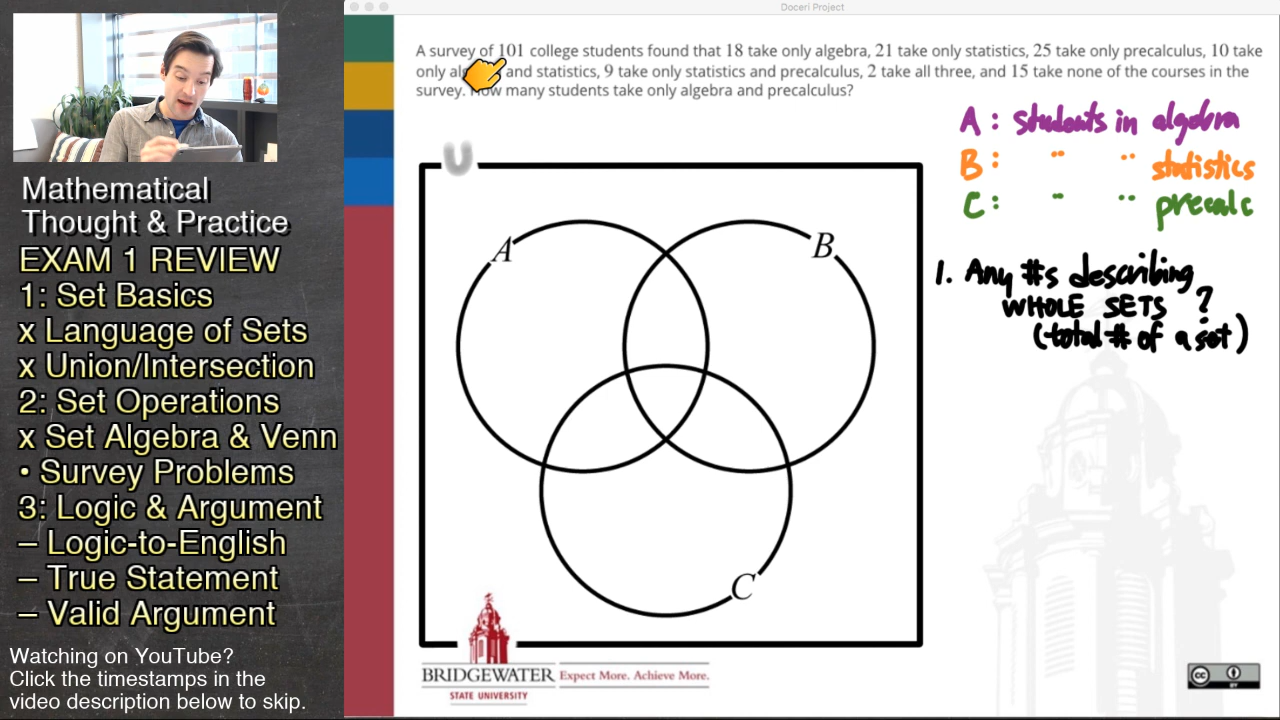 Doceri Project
A survey of 101 college students found that 18 take only algebra, 21 take only statistics, 25 take only precalculus, 10 take
only al and statistics, 9 take only statistics and precalculus, 2 take all three, and 15 take none of the courses in the
survey. How many students take only algebra and precalculus?
A : students in algebra
B : " " statistics
C : " " precalc
1. Any #s describing
WHOLE SETS ?
(total # of a set)
U
A
B
C
Mathematical
Thought & Practice
EXAM 1 REVIEW
1: Set Basics
x Language of Sets
x Union/Intersection
2: Set Operations
x Set Algebra & Venn
• Survey Problems
3: Logic & Argument
– Logic-to-English
– True Statement
– Valid Argument
Watching on YouTube?
Click the timestamps in the
video description below to skip.
BRIDGEWATER
STATE UNIVERSITY
Expect More. Achieve More.
cc
BY